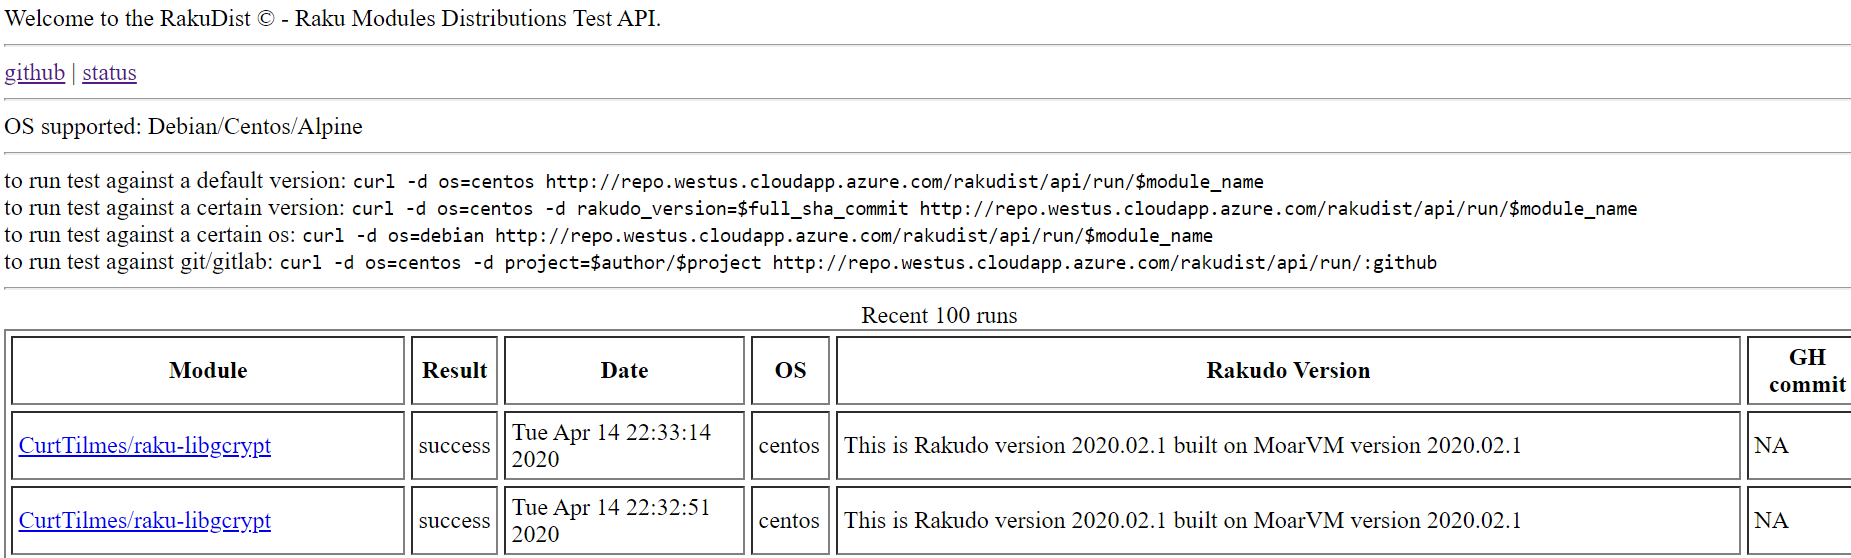 Welcome to the RakuDist © - Raku Modules Distributions Test API.
github | status
OS supported: Debian/Centos/Alpine
to run test against a default version: curl -d os=centos http://repo.westus.cloudapp.azure.com/rakudist/api/run/$module_name
to run test against a certain version: curl -d os=centos -d rakudo_version=$full_sha_commit http://repo.westus.cloudapp.azure.com/rakudist/api/run/$module_name
to run test against a certain os: curl -d os=debian http://repo.westus.cloudapp.azure.com/rakudist/api/run/$module_name
to run test against git/gitlab: curl -d os=centos -d project=$author/$project http://repo.westus.cloudapp.azure.com/rakudist/api/run/:github
Recent 100 runs
Module Result Date OS Rakudo Version GH commit
CurtTilmes/raku-libgcrypt success Tue Apr 14 22:33:14 2020 centos This is Rakudo version 2020.02.1 built on MoarVM version 2020.02.1 NA
CurtTilmes/raku-libgcrypt success Tue Apr 14 22:32:51 2020 centos This is Rakudo version 2020.02.1 built on MoarVM version 2020.02.1 NA